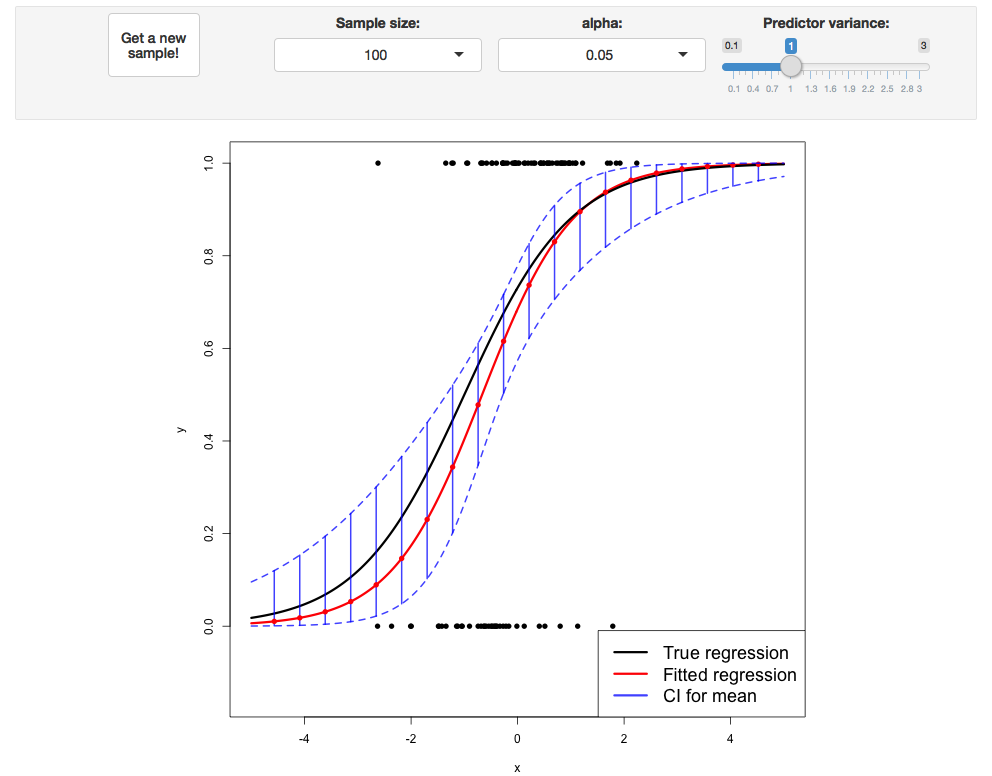 Get a new
sample!
Sample size:
100
alpha:
0.05
Predictor variance:
0.1 1 3
0.1 0.4 0.7 1 1.3 1.6 1.9 2.2 2.5 2.8 3
1.0
0.8
0.6
0.4
0.2
0.0
y
True regression
Fitted regression
CI for mean
-4 -2 0 2 4
x